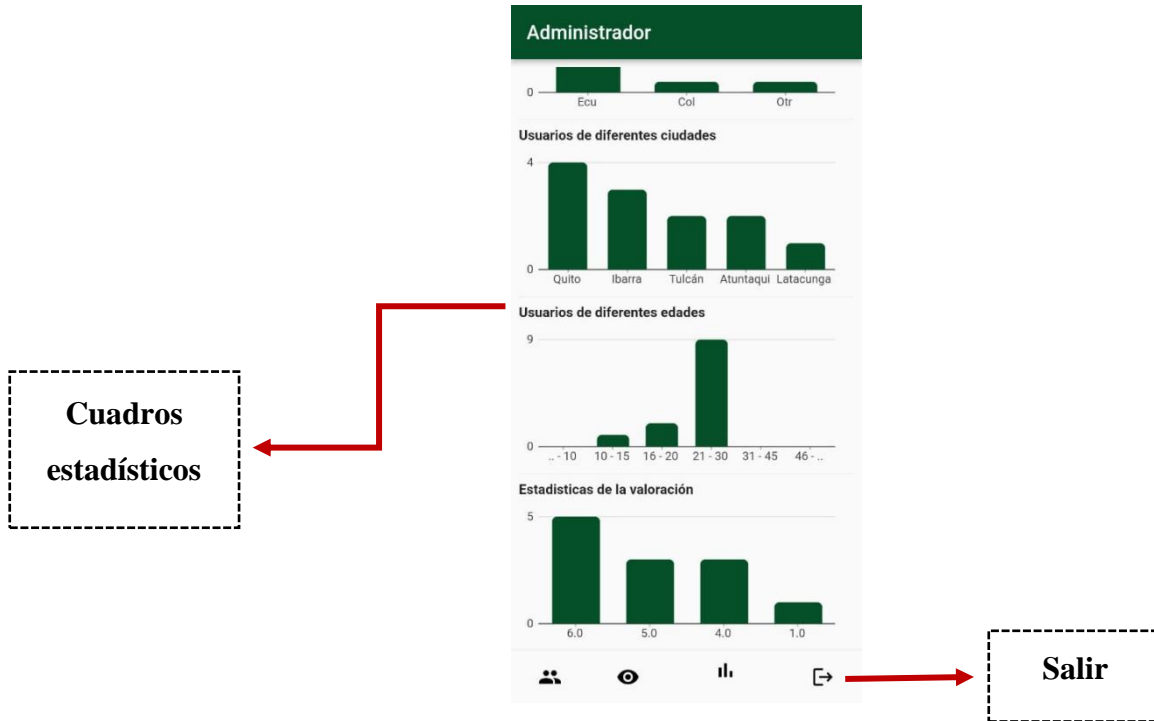 Administrador
0
Ecu Col Otr
Usuarios de diferentes ciudades
4
0
Quito Ibarra Tulcán Atuntaqui Latacunga
Usuarios de diferentes edades
9
0
.. - 10 10 - 15 16 - 20 21 - 30 31 - 45 46 - ..
Cuadros
estadísticos
Estadisticas de la valoración
5
0
6.0 5.0 4.0 1.0
Salir